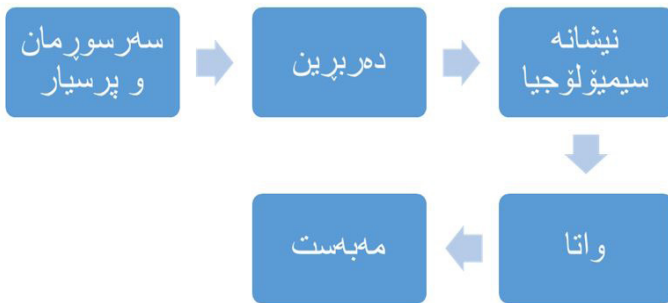 سەرسوڕمان
و پرسیار
دەربڕین
نیشانە
سیمیۆلۆجیا
واتا
مەبەست